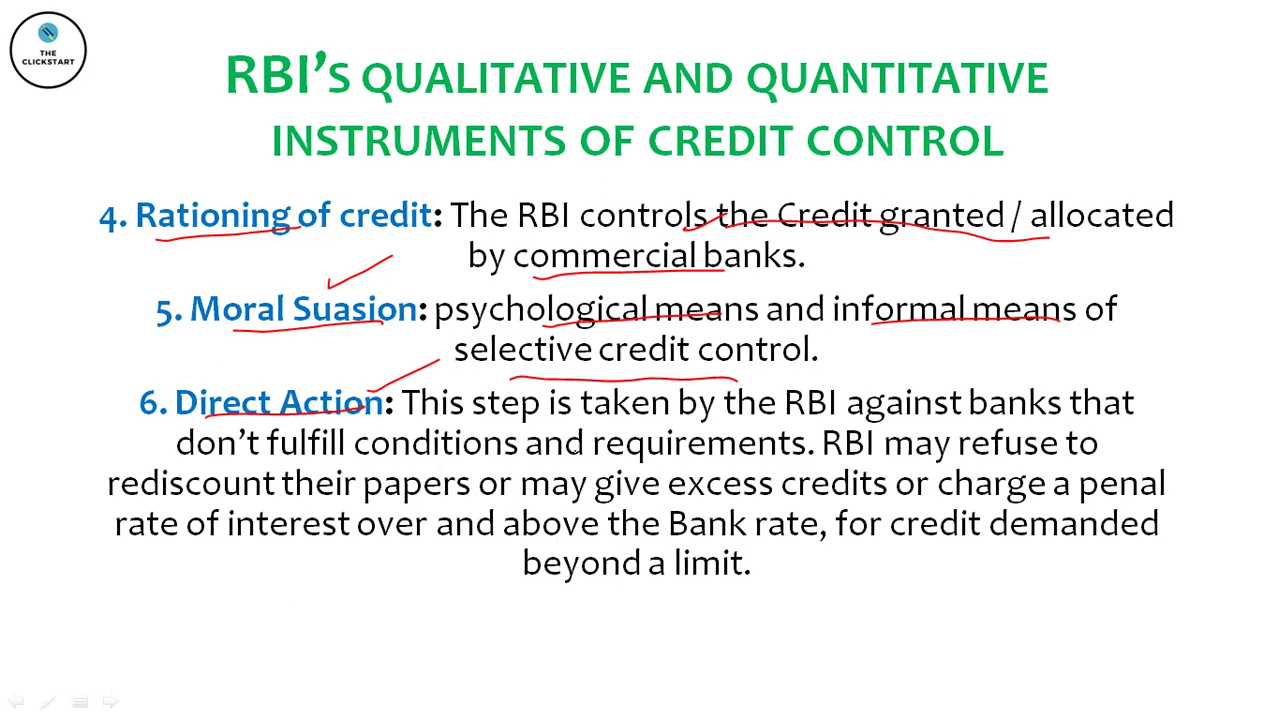 THE
CLICKSTART
RBI’S QUALITATIVE AND QUANTITATIVE
INSTRUMENTS OF CREDIT CONTROL
4. Rationing of credit: The RBI controls the Credit granted / allocated
by commercial banks.
5. Moral Suasion: psychological means and informal means of
selective credit control.
6. Direct Action: This step is taken by the RBI against banks that
don’t fulfill conditions and requirements. RBI may refuse to
rediscount their papers or may give excess credits or charge a penal
rate of interest over and above the Bank rate, for credit demanded
beyond a limit.